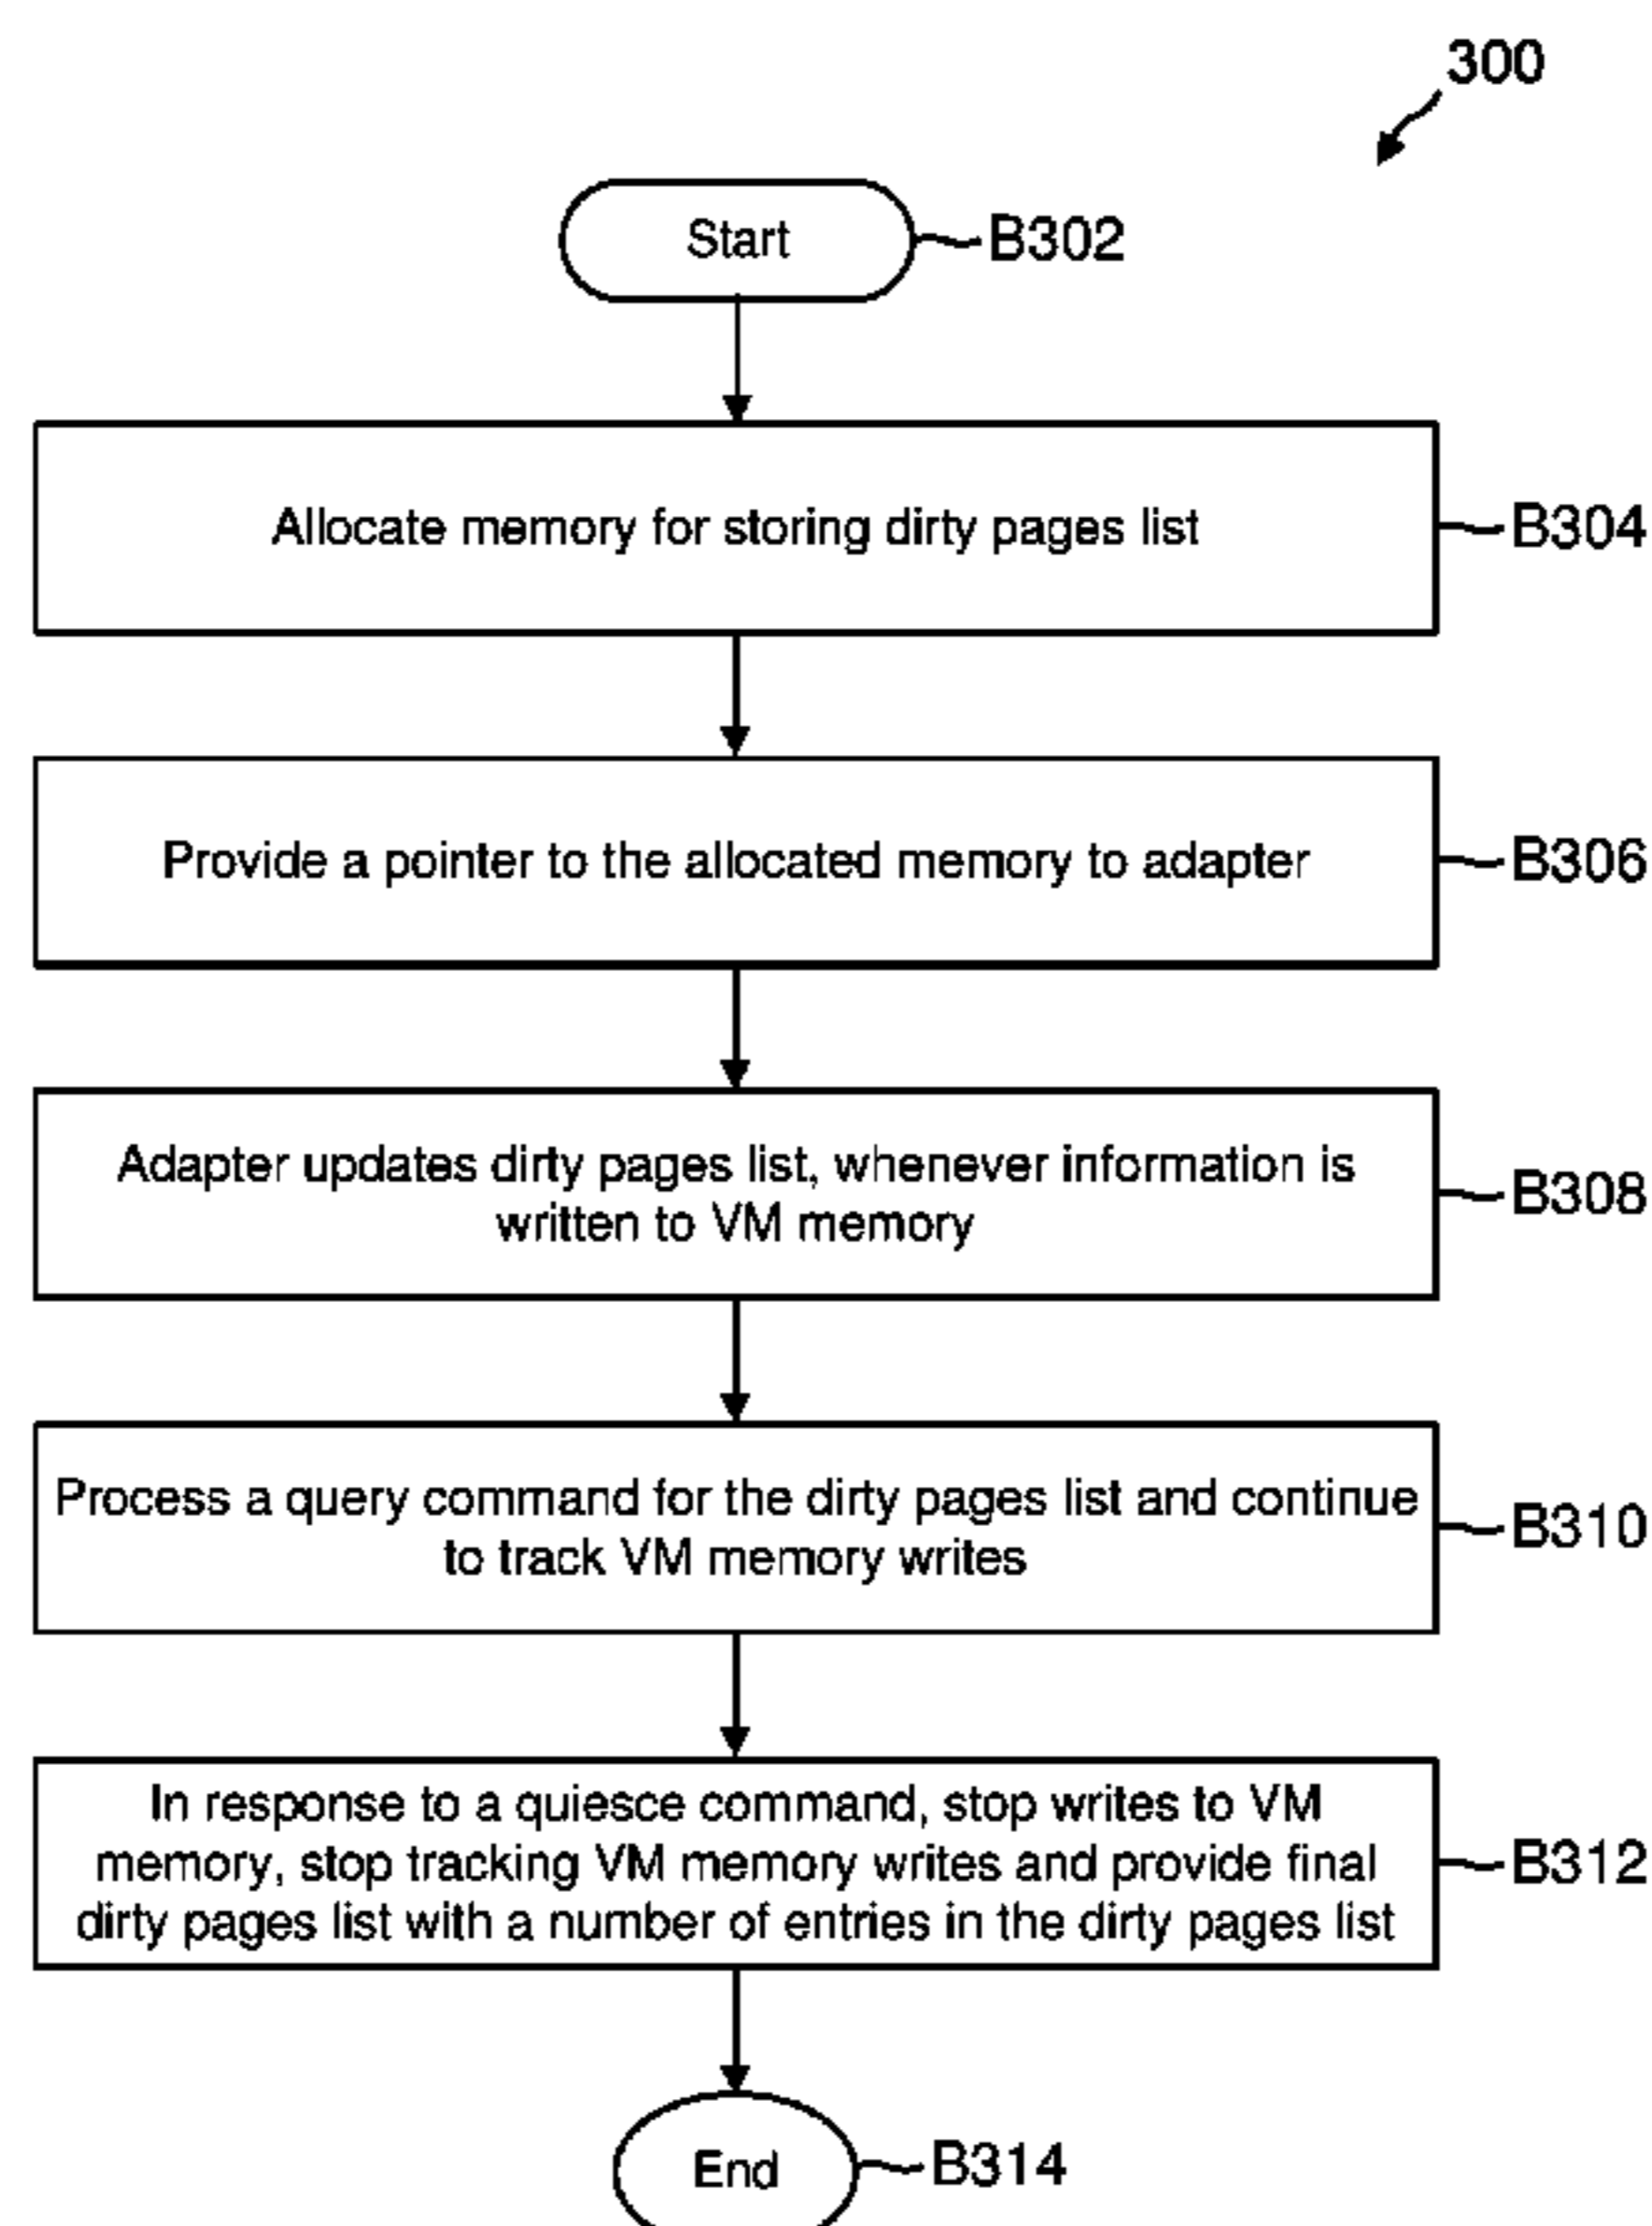 300
Start
B302
Allocate memory for storing dirty pages list
B304
Provide a pointer to the allocated memory to adapter
B306
Adapter updates dirty pages list, whenever information is
written to VM memory
B308
Process a query command for the dirty pages list and continue
to track VM memory writes
B310
In response to a quiesce command, stop writes to VM
memory, stop tracking VM memory writes and provide final
dirty pages list with a number of entries in the dirty pages list
B312
End
B314